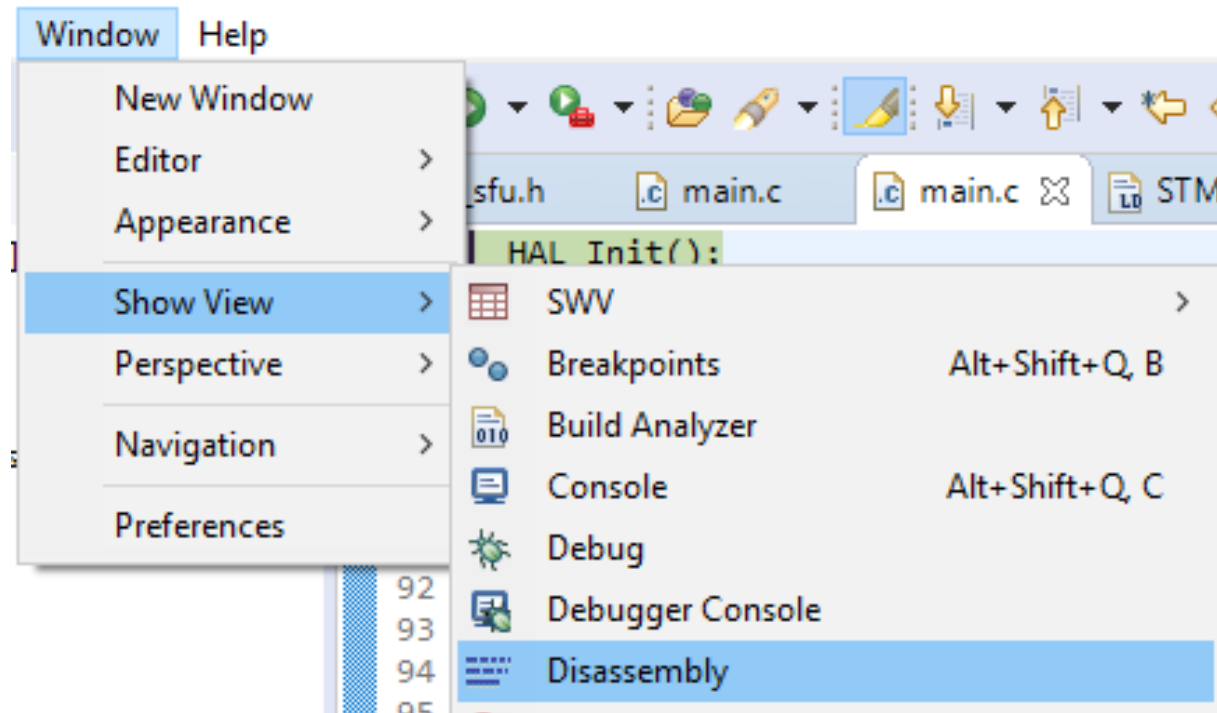 Window Help
New Window
Editor
Appearance
Show View
Perspective
Navigation
Preferences
_sfu.h
main.c
main.c
STM
HAL_Init();
SWV
Breakpoints Alt+Shift+Q, B
Build Analyzer
Console Alt+Shift+Q, C
Debug
Debugger Console
Disassembly
92
93
94
95